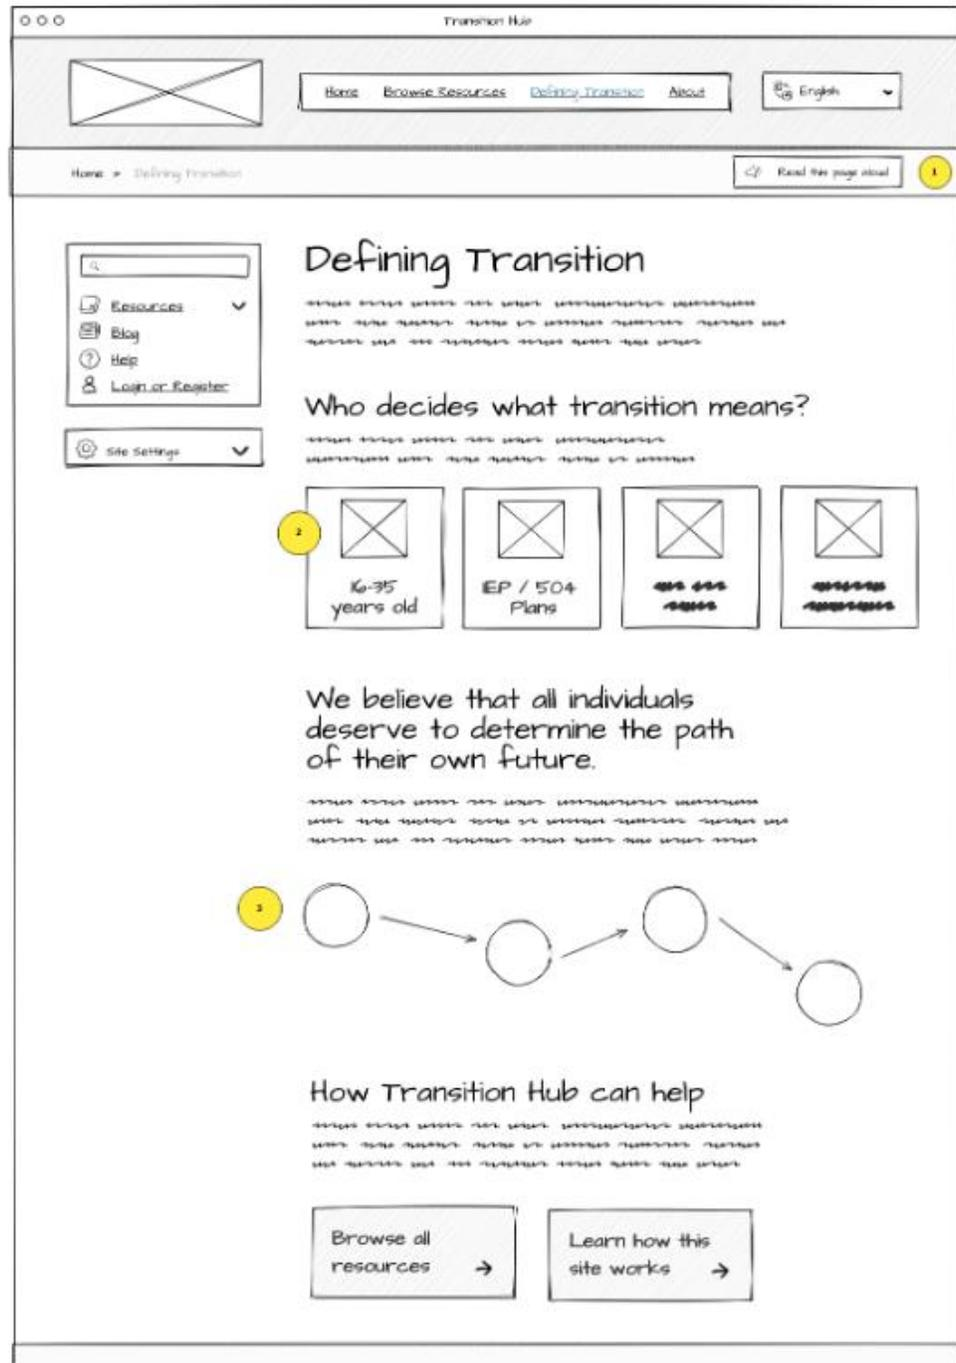 Transition Hub
Home Browse Resources Defining Transition About
English
Home > Defining Transition
Read this page aloud
1
Defining Transition
Resources
Blog
Help
Login or Register
Site Settings
Who decides what transition means?
2
16-35
years old
IEP / 504
Plans
We believe that all individuals
deserve to determine the path
of their own future.
3
How Transition Hub can help
Browse all
resources →
Learn how this
site works →